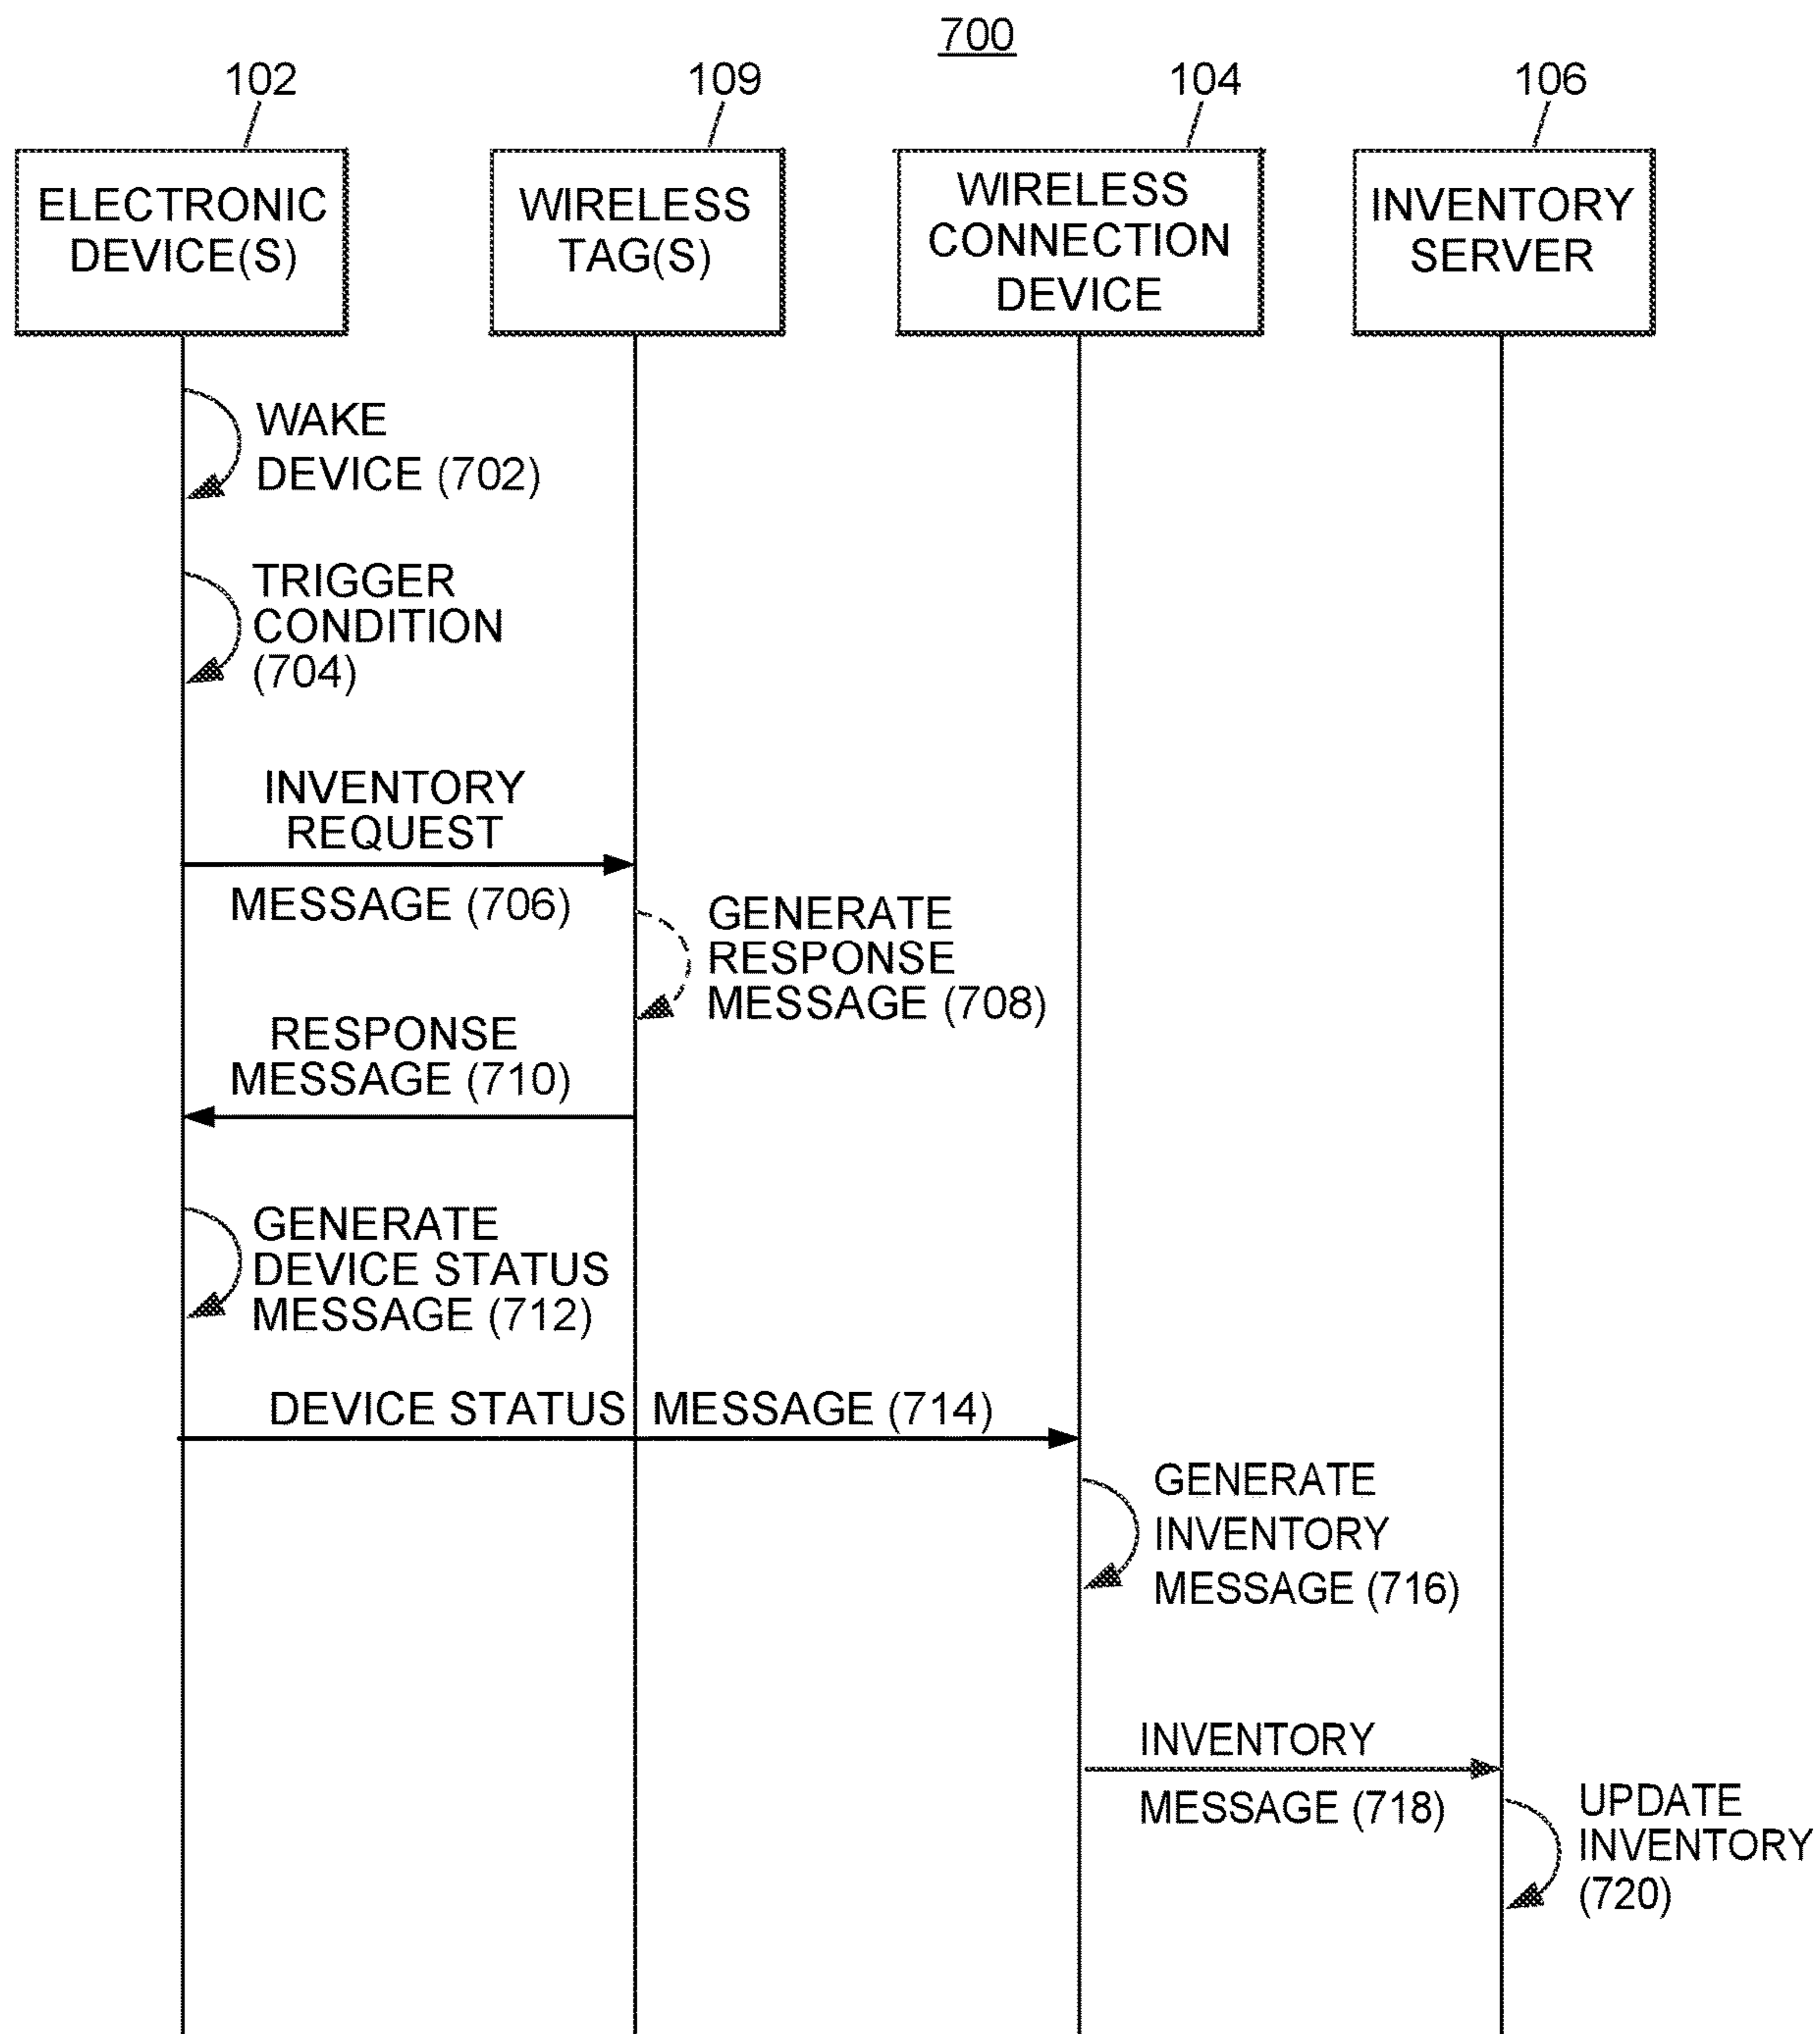 700
102
109
104
106
ELECTRONIC
DEVICE(S)
WIRELESS
TAG(S)
WIRELESS
CONNECTION
DEVICE
INVENTORY
SERVER
WAKE
DEVICE (702)
TRIGGER
CONDITION
(704)
INVENTORY
REQUEST
MESSAGE (706)
GENERATE
RESPONSE
MESSAGE (708)
RESPONSE
MESSAGE (710)
GENERATE
DEVICE STATUS
MESSAGE (712)
DEVICE STATUS MESSAGE (714)
GENERATE
INVENTORY
MESSAGE (716)
INVENTORY
MESSAGE (718)
UPDATE
INVENTORY
(720)